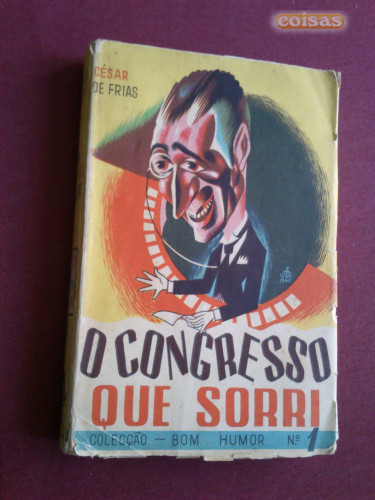 coisas
CÉSAR
DE FRIAS
O CONGRESSO
QUE SORRI
COLECÇÃO — BOM HUMOR Nº 1